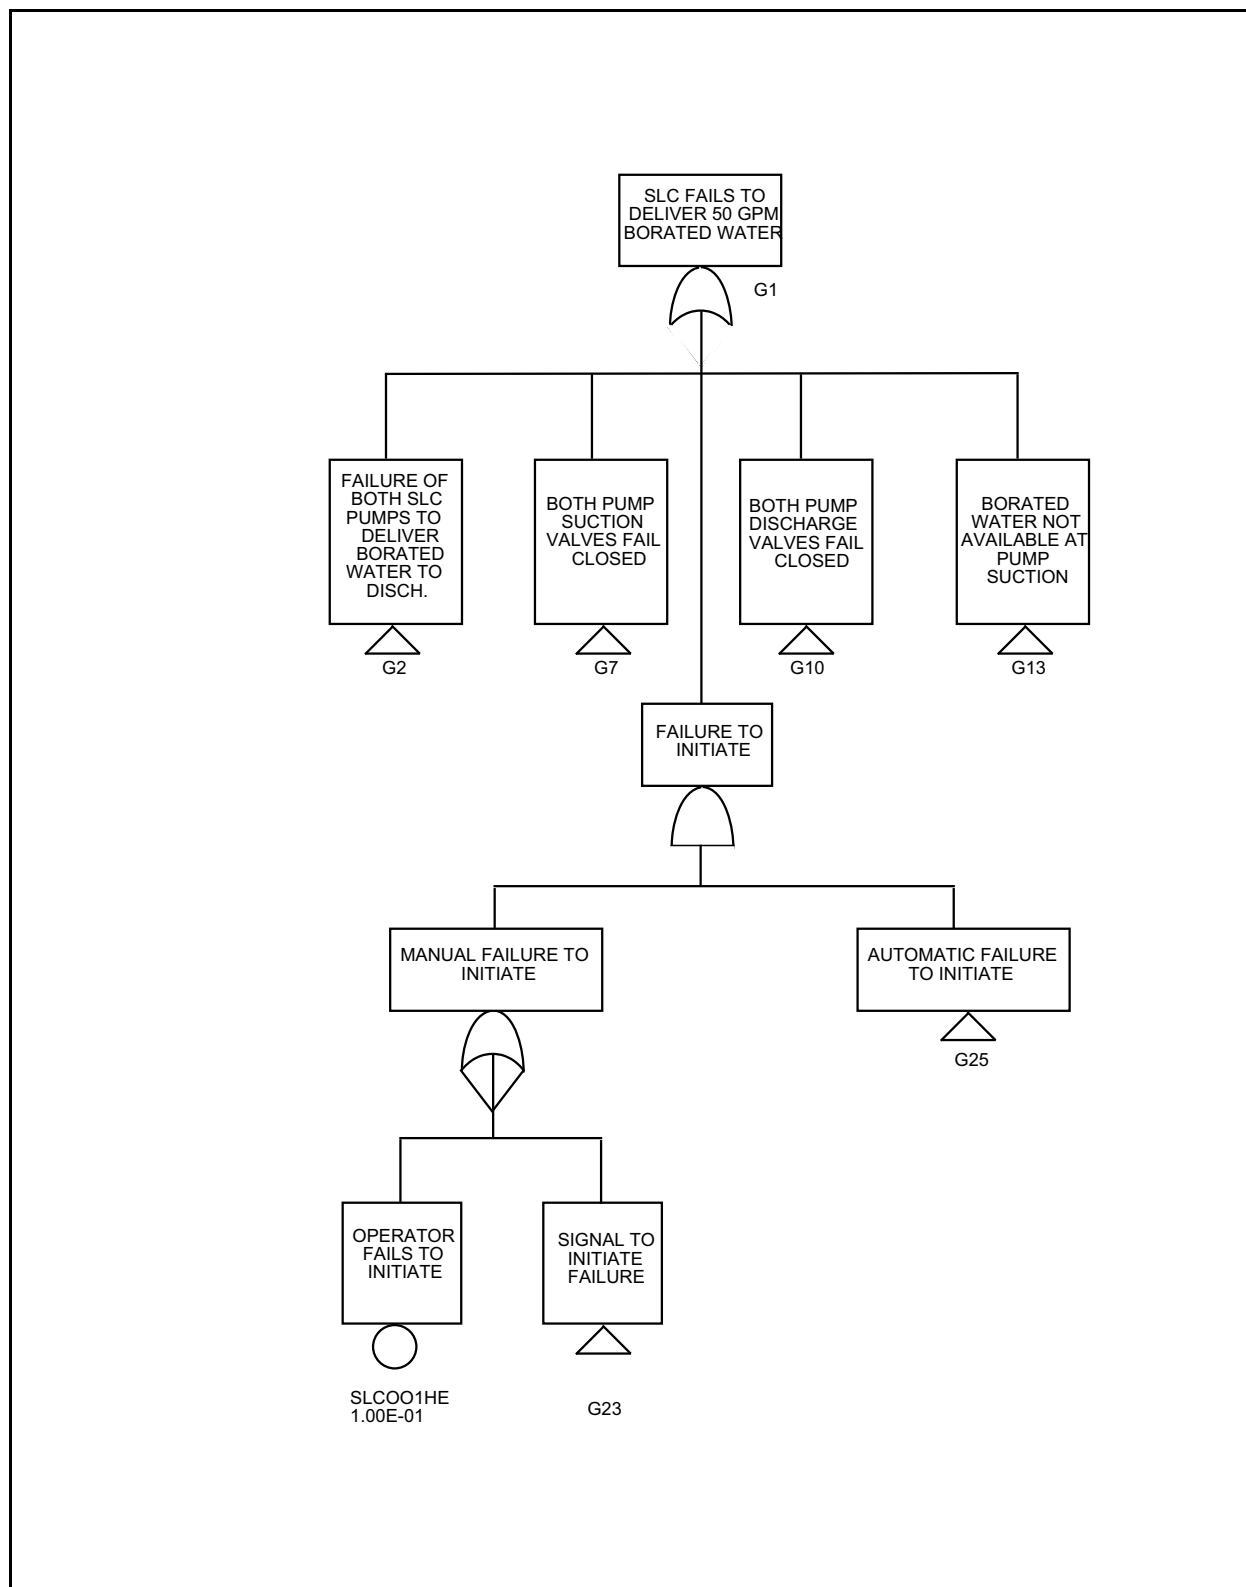 SLC FAILS TO
DELIVER 50 GPM
BORATED WATER
G1
FAILURE OF
BOTH SLC
PUMPS TO
DELIVER
BORATED
WATER TO
DISCH.
G2
BOTH PUMP
SUCTION
VALVES FAIL
CLOSED
G7
BOTH PUMP
DISCHARGE
VALVES FAIL
CLOSED
G10
BORATED
WATER NOT
AVAILABLE AT
PUMP
SUCTION
G13
FAILURE TO
INITIATE
MANUAL FAILURE TO
INITIATE
AUTOMATIC FAILURE
TO INITIATE
G25
OPERATOR
FAILS TO
INITIATE
SLCOO1HE
1.00E-01
SIGNAL TO
INITIATE
FAILURE
G23